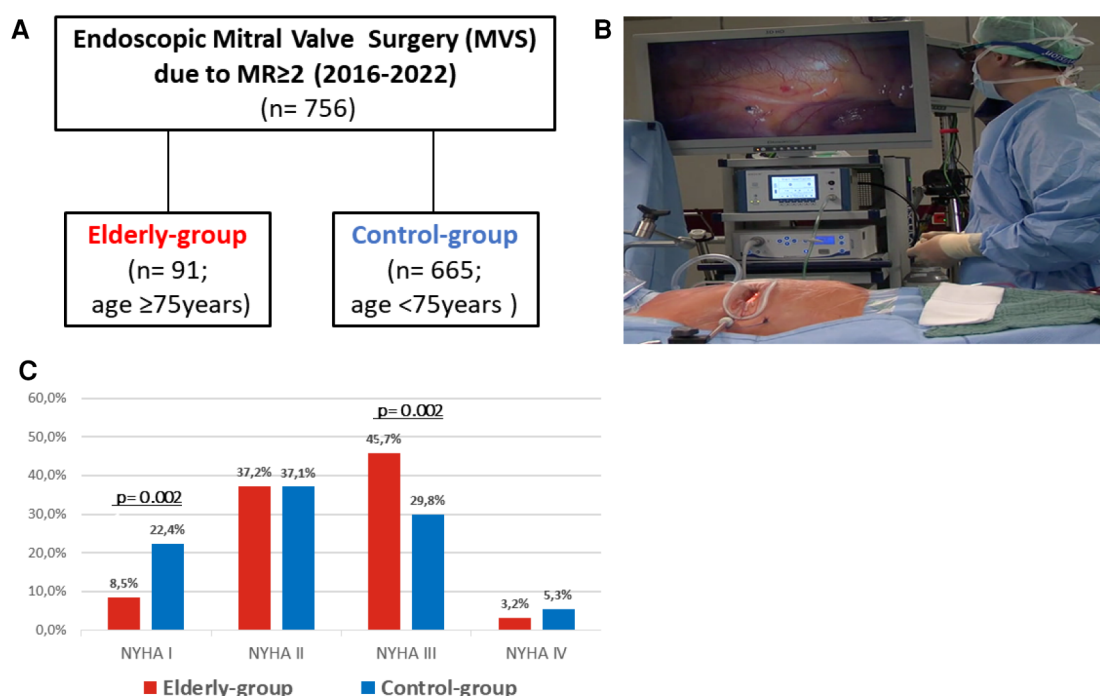 A
Endoscopic Mitral Valve Surgery (MVS)
due to MR≥2 (2016-2022)
(n= 756)
Elderly-group
(n= 91;
age ≥75years)
Control-group
(n= 665;
age <75years )
B
C
60,0%
50,0%
40,0%
30,0%
20,0%
10,0%
0,0%
p= 0.002
8,5%
22,4%
37,2%
37,1%
p= 0.002
45,7%
29,8%
3,2%
5,3%
NYHA I
NYHA II
NYHA III
NYHA IV
Elderly-group
Control-group